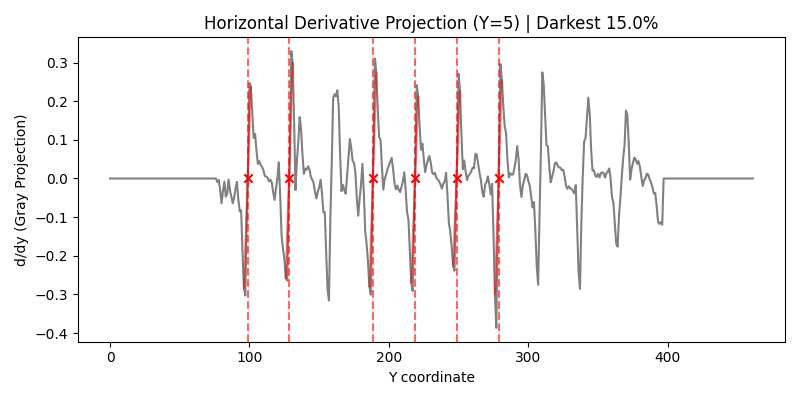 Horizontal Derivative Projection (Y=5) | Darkest 15.0%
d/dy (Gray Projection)
0.3
0.2
0.1
0.0
−0.1
−0.2
−0.3
−0.4
0 100 200 300 400
Y coordinate